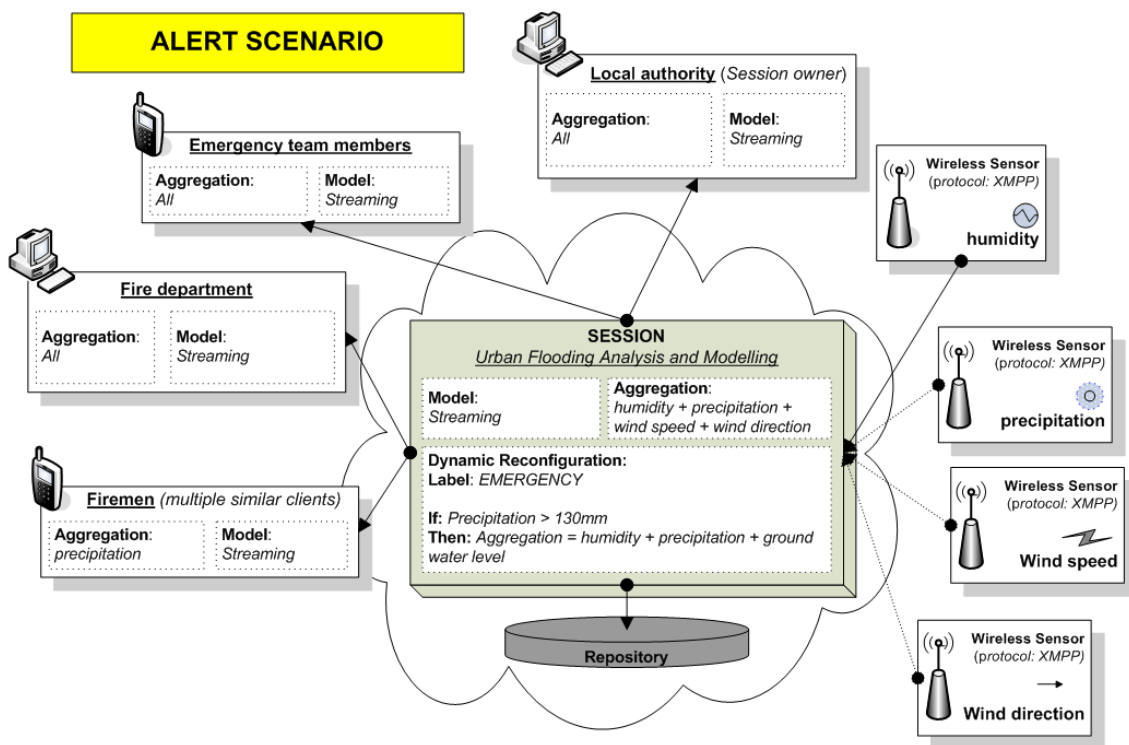 ALERT SCENARIO
Local authority (Session owner)
Aggregation:
All
Model:
Streaming
Emergency team members
Aggregation:
All
Model:
Streaming
Wireless Sensor
(protocol: XMPP)
humidity
Fire department
Aggregation:
All
Model:
Streaming
SESSION
Urban Flooding Analysis and Modelling
Model:
Streaming
Aggregation:
humidity + precipitation +
wind speed + wind direction
Dynamic Reconfiguration:
Label: EMERGENCY
If: Precipitation > 130mm
Then: Aggregation = humidity + precipitation + ground
water level
Wireless Sensor
(protocol: XMPP)
precipitation
Firemen (multiple similar clients)
Aggregation:
precipitation
Model:
Streaming
Wireless Sensor
(protocol: XMPP)
Wind speed
Repository
Wireless Sensor
(protocol: XMPP)
Wind direction